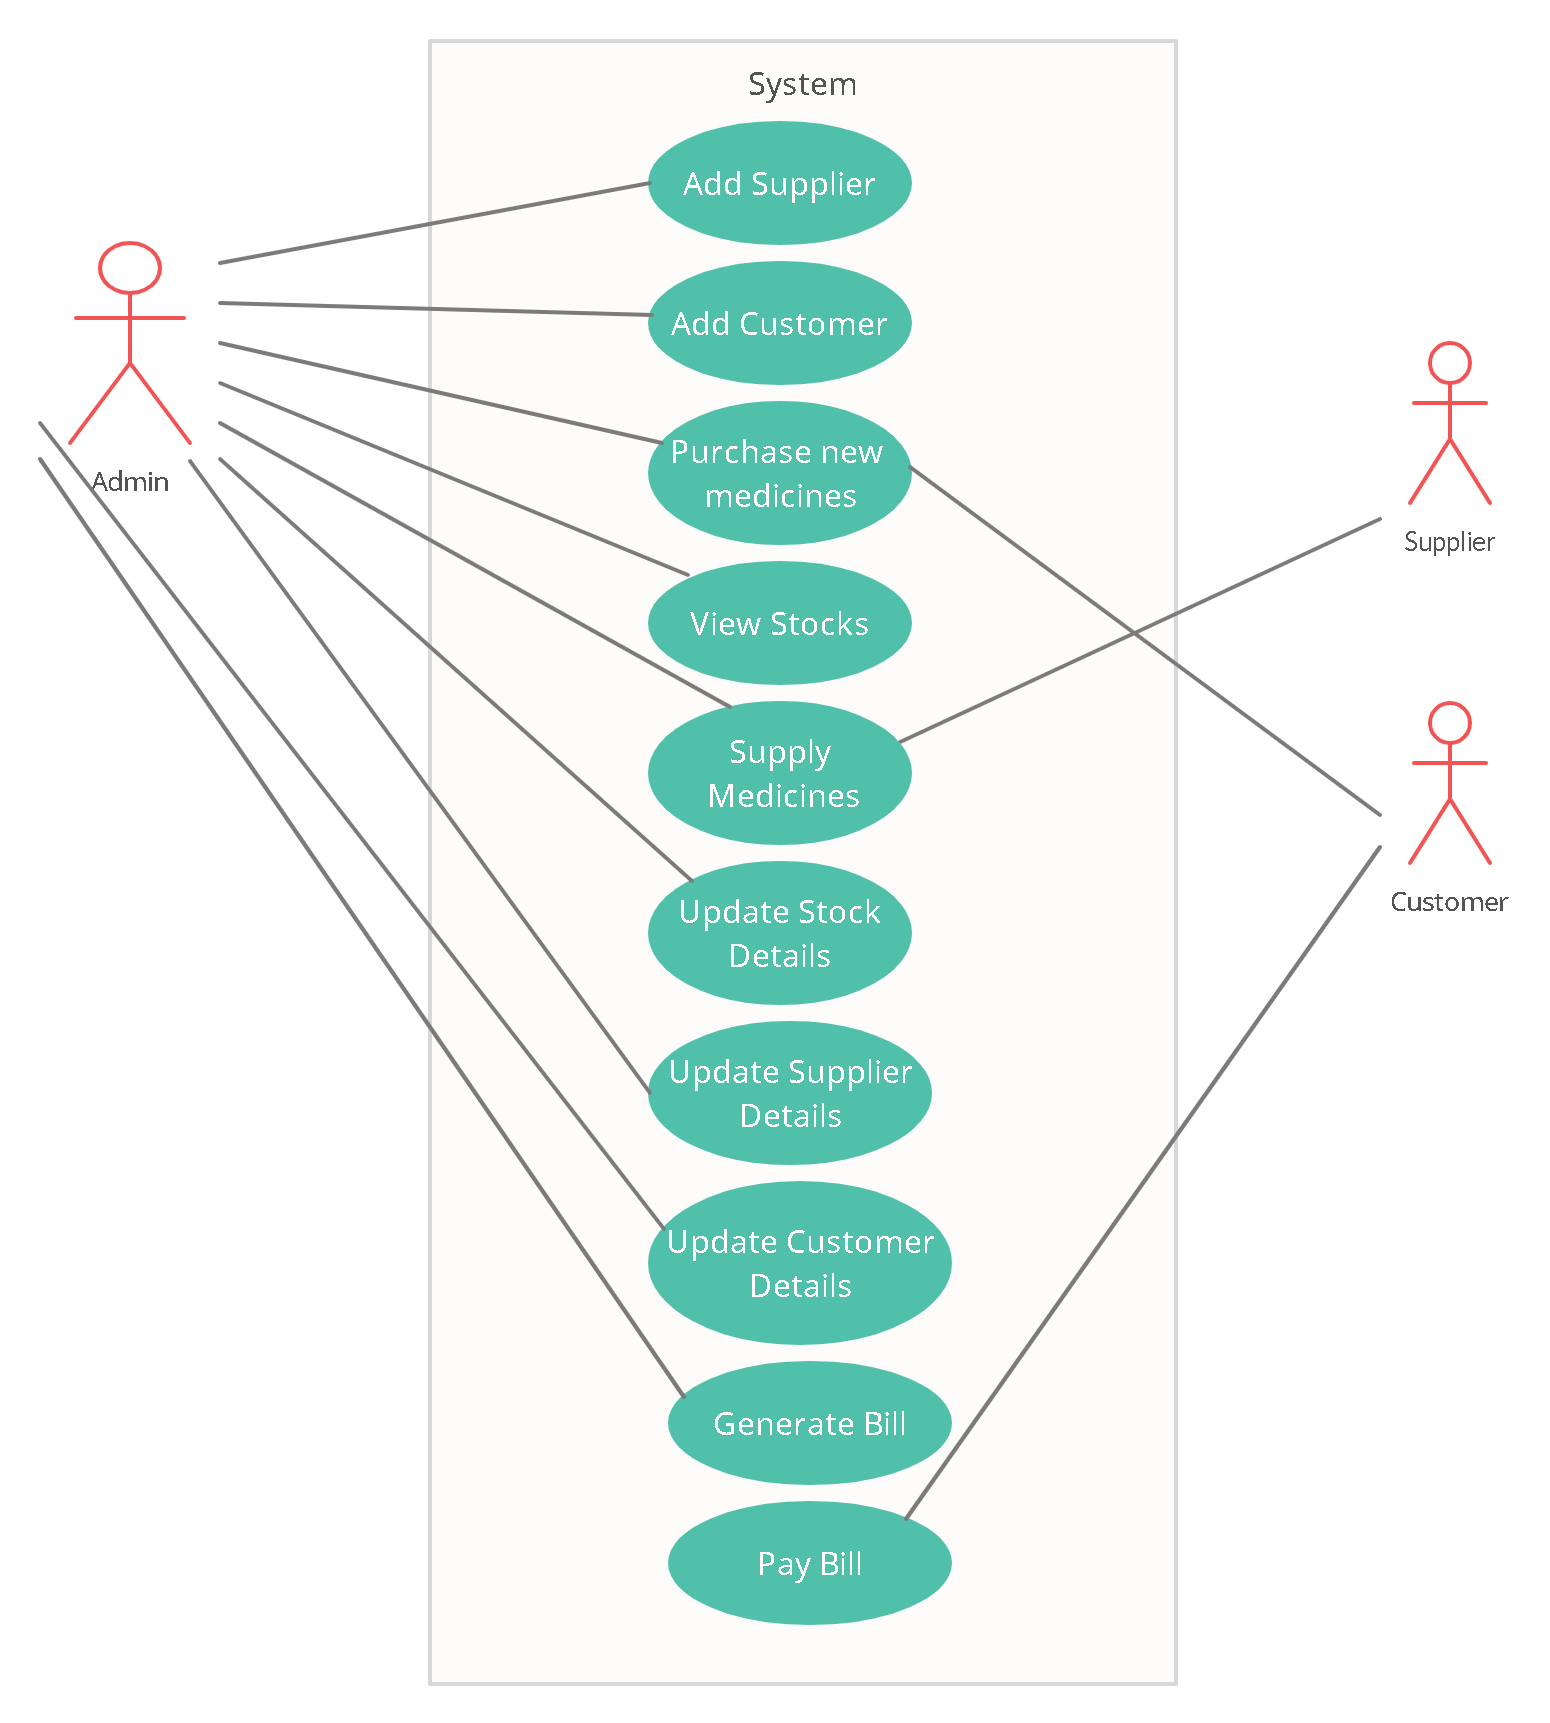 System
Add Supplier
Add Customer
Purchase new
medicines
View Stocks
Supply
Medicines
Update Stock
Details
Update Supplier
Details
Update Customer
Details
Generate Bill
Pay Bill
Admin
Supplier
Customer